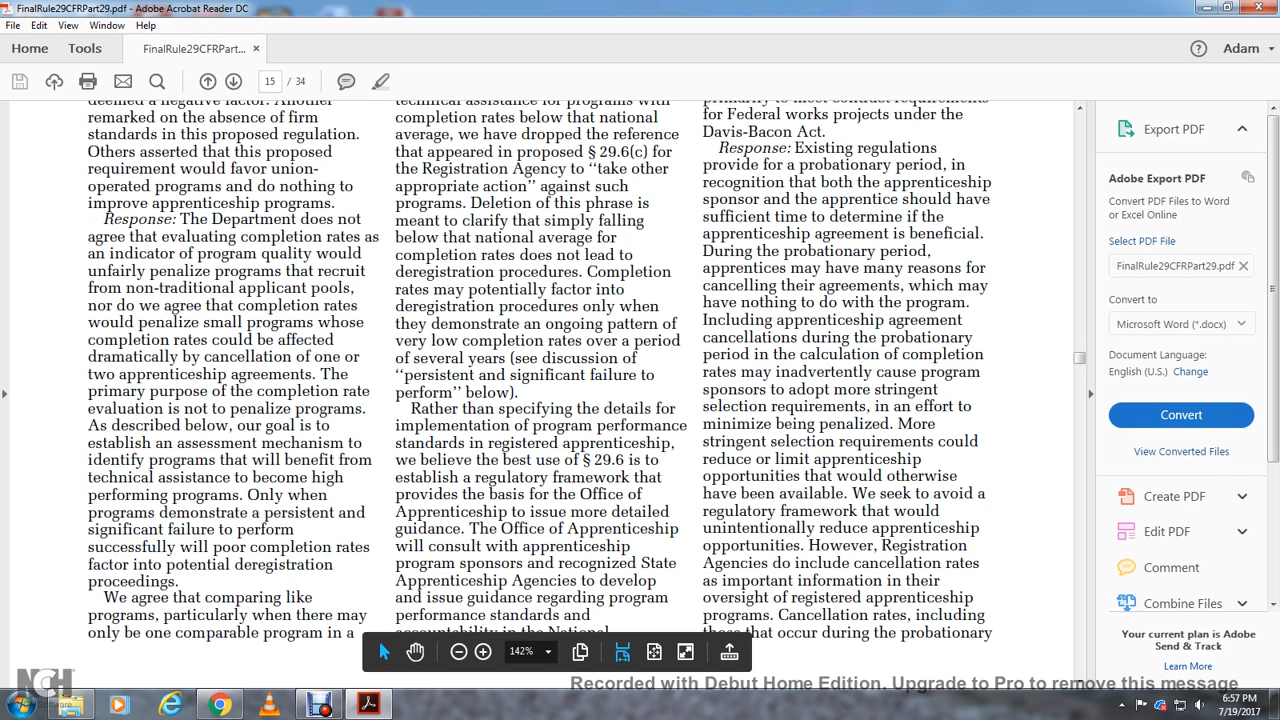 FinalRule29CFRPart29.pdf - Adobe Acrobat Reader DC
File Edit View Window Help
Home Tools FinalRule29CFRPart... × Adam
15 / 34
deemed a negative factor. Another
remarked on the absence of firm
standards in this proposed regulation.
Others asserted that this proposed
requirement would favor union-
operated programs and do nothing to
improve apprenticeship programs.
Response: The Department does not
agree that evaluating completion rates as
an indicator of program quality would
unfairly penalize programs that recruit
from non-traditional applicant pools,
nor do we agree that completion rates
would penalize small programs whose
completion rates could be affected
dramatically by cancellation of one or
two apprenticeship agreements. The
primary purpose of the completion rate
evaluation is not to penalize programs.
As described below, our goal is to
establish an assessment mechanism to
identify programs that will benefit from
technical assistance to become high
performing programs. Only when
programs demonstrate a persistent and
significant failure to perform
successfully will poor completion rates
factor into potential deregistration
proceedings.
We agree that comparing like
programs, particularly when there may
only be one comparable program in a
technical assistance for programs with
completion rates below that national
average, we have dropped the reference
that appeared in proposed § 29.6(c) for
the Registration Agency to ‘‘take other
appropriate action’’ against such
programs. Deletion of this phrase is
meant to clarify that simply falling
below that national average for
completion rates does not lead to
deregistration procedures. Completion
rates may potentially factor into
deregistration procedures only when
they demonstrate an ongoing pattern of
very low completion rates over a period
of several years (see discussion of
‘‘persistent and significant failure to
perform’’ below).
Rather than specifying the details for
implementation of program performance
standards in registered apprenticeship,
we believe the best use of § 29.6 is to
establish a regulatory framework that
provides the basis for the Office of
Apprenticeship to issue more detailed
guidance. The Office of Apprenticeship
will consult with apprenticeship
program sponsors and recognized State
Apprenticeship Agencies to develop
and issue guidance regarding program
performance standards and
accountability in the National
primarily to meet contract requirements
for Federal works projects under the
Davis-Bacon Act.
Response: Existing regulations
provide for a probationary period, in
recognition that both the apprenticeship
sponsor and the apprentice should have
sufficient time to determine if the
apprenticeship agreement is beneficial.
During the probationary period,
apprentices may have many reasons for
cancelling their agreements, which may
have nothing to do with the program.
Including apprenticeship agreement
cancellations during the probationary
period in the calculation of completion
rates may inadvertently cause program
sponsors to adopt more stringent
selection requirements, in an effort to
minimize being penalized. More
stringent selection requirements could
reduce or limit apprenticeship
opportunities that would otherwise
have been available. We seek to avoid a
regulatory framework that would
unintentionally reduce apprenticeship
opportunities. However, Registration
Agencies do include cancellation rates
as important information in their
oversight of registered apprenticeship
programs. Cancellation rates, including
those that occur during the probationary
Export PDF
Adobe Export PDF
Convert PDF Files to Word
or Excel Online
Select PDF File
FinalRule29CFRPart29.pdf ×
Convert to
Microsoft Word (*.docx)
Document Language:
English (U.S.) Change
Convert
View Converted Files
Create PDF
Edit PDF
Comment
Combine Files
Your current plan is Adobe
Send & Track
Learn More
142%
NCH
Software
Recorded with Debut Home Edition. Upgrade to Pro to remove this message
6:57 PM
7/19/2017